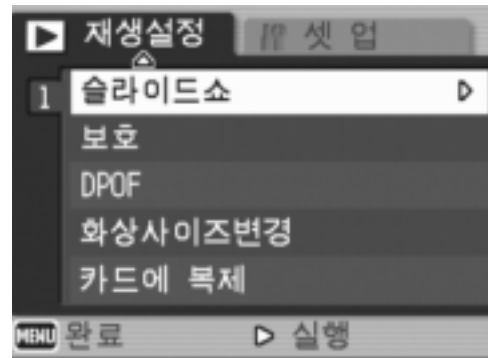 재생설정 셋 업
1 슬라이드쇼
보호
DPOF
화상사이즈변경
카드에 복제
MENU 완료 실행